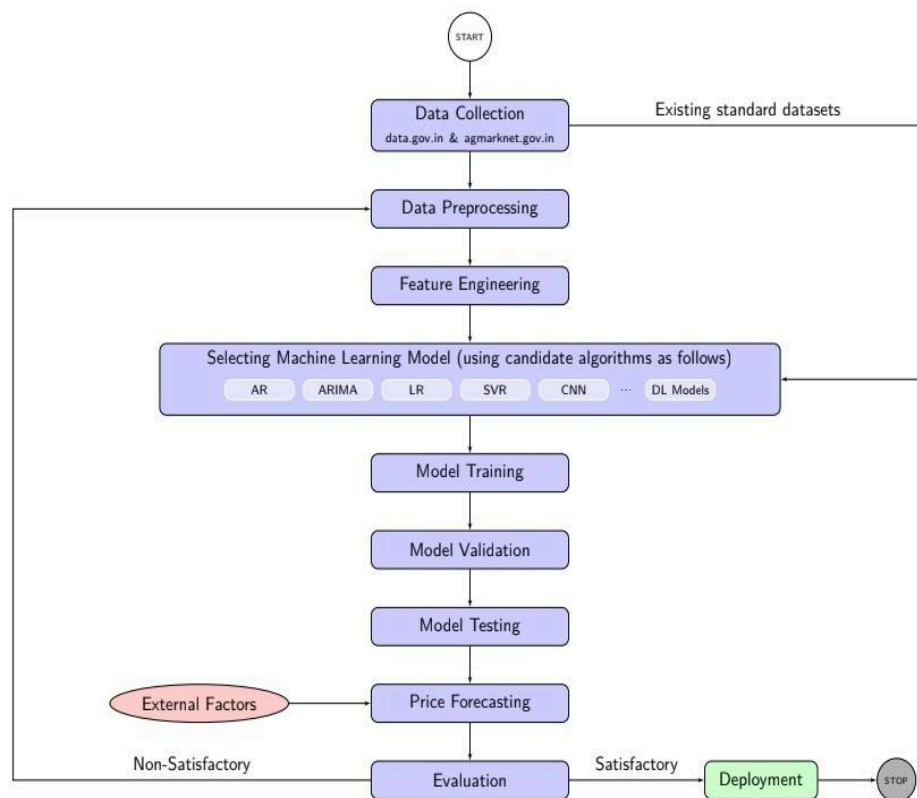 START
Data Collection
data.gov.in & agmarknet.gov.in
Existing standard datasets
Data Preprocessing
Feature Engineering
Selecting Machine Learning Model (using candidate algorithms as follows)
AR ARIMA LR SVR CNN ... DL Models
Model Training
Model Validation
Model Testing
External Factors
Price Forecasting
Non-Satisfactory
Evaluation
Satisfactory
Deployment
STOP